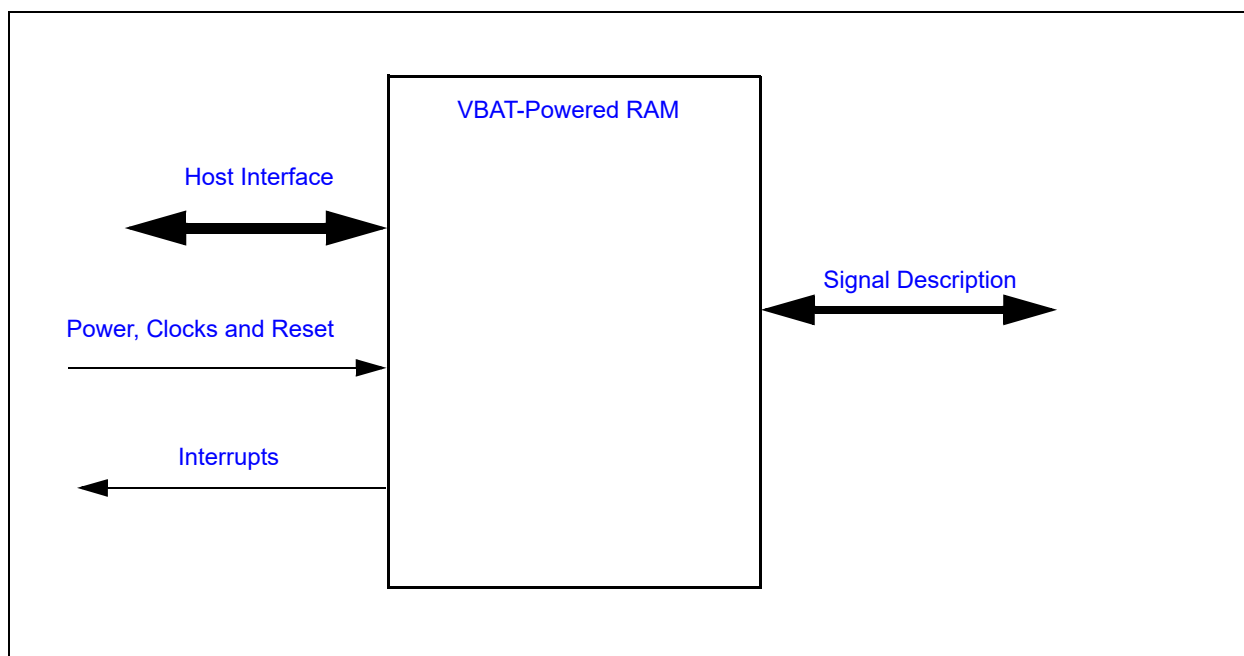 VBAT-Powered RAM
Host Interface
Signal Description
Power, Clocks and Reset
Interrupts